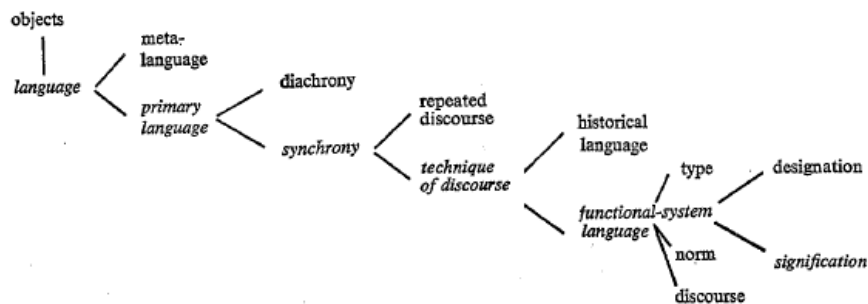 objects
meta-
language
language
primary
language
diachrony
synchrony
repeated
discourse
technique
of discourse
historical
language
type
functional-system
language
norm
discourse
designation
signification